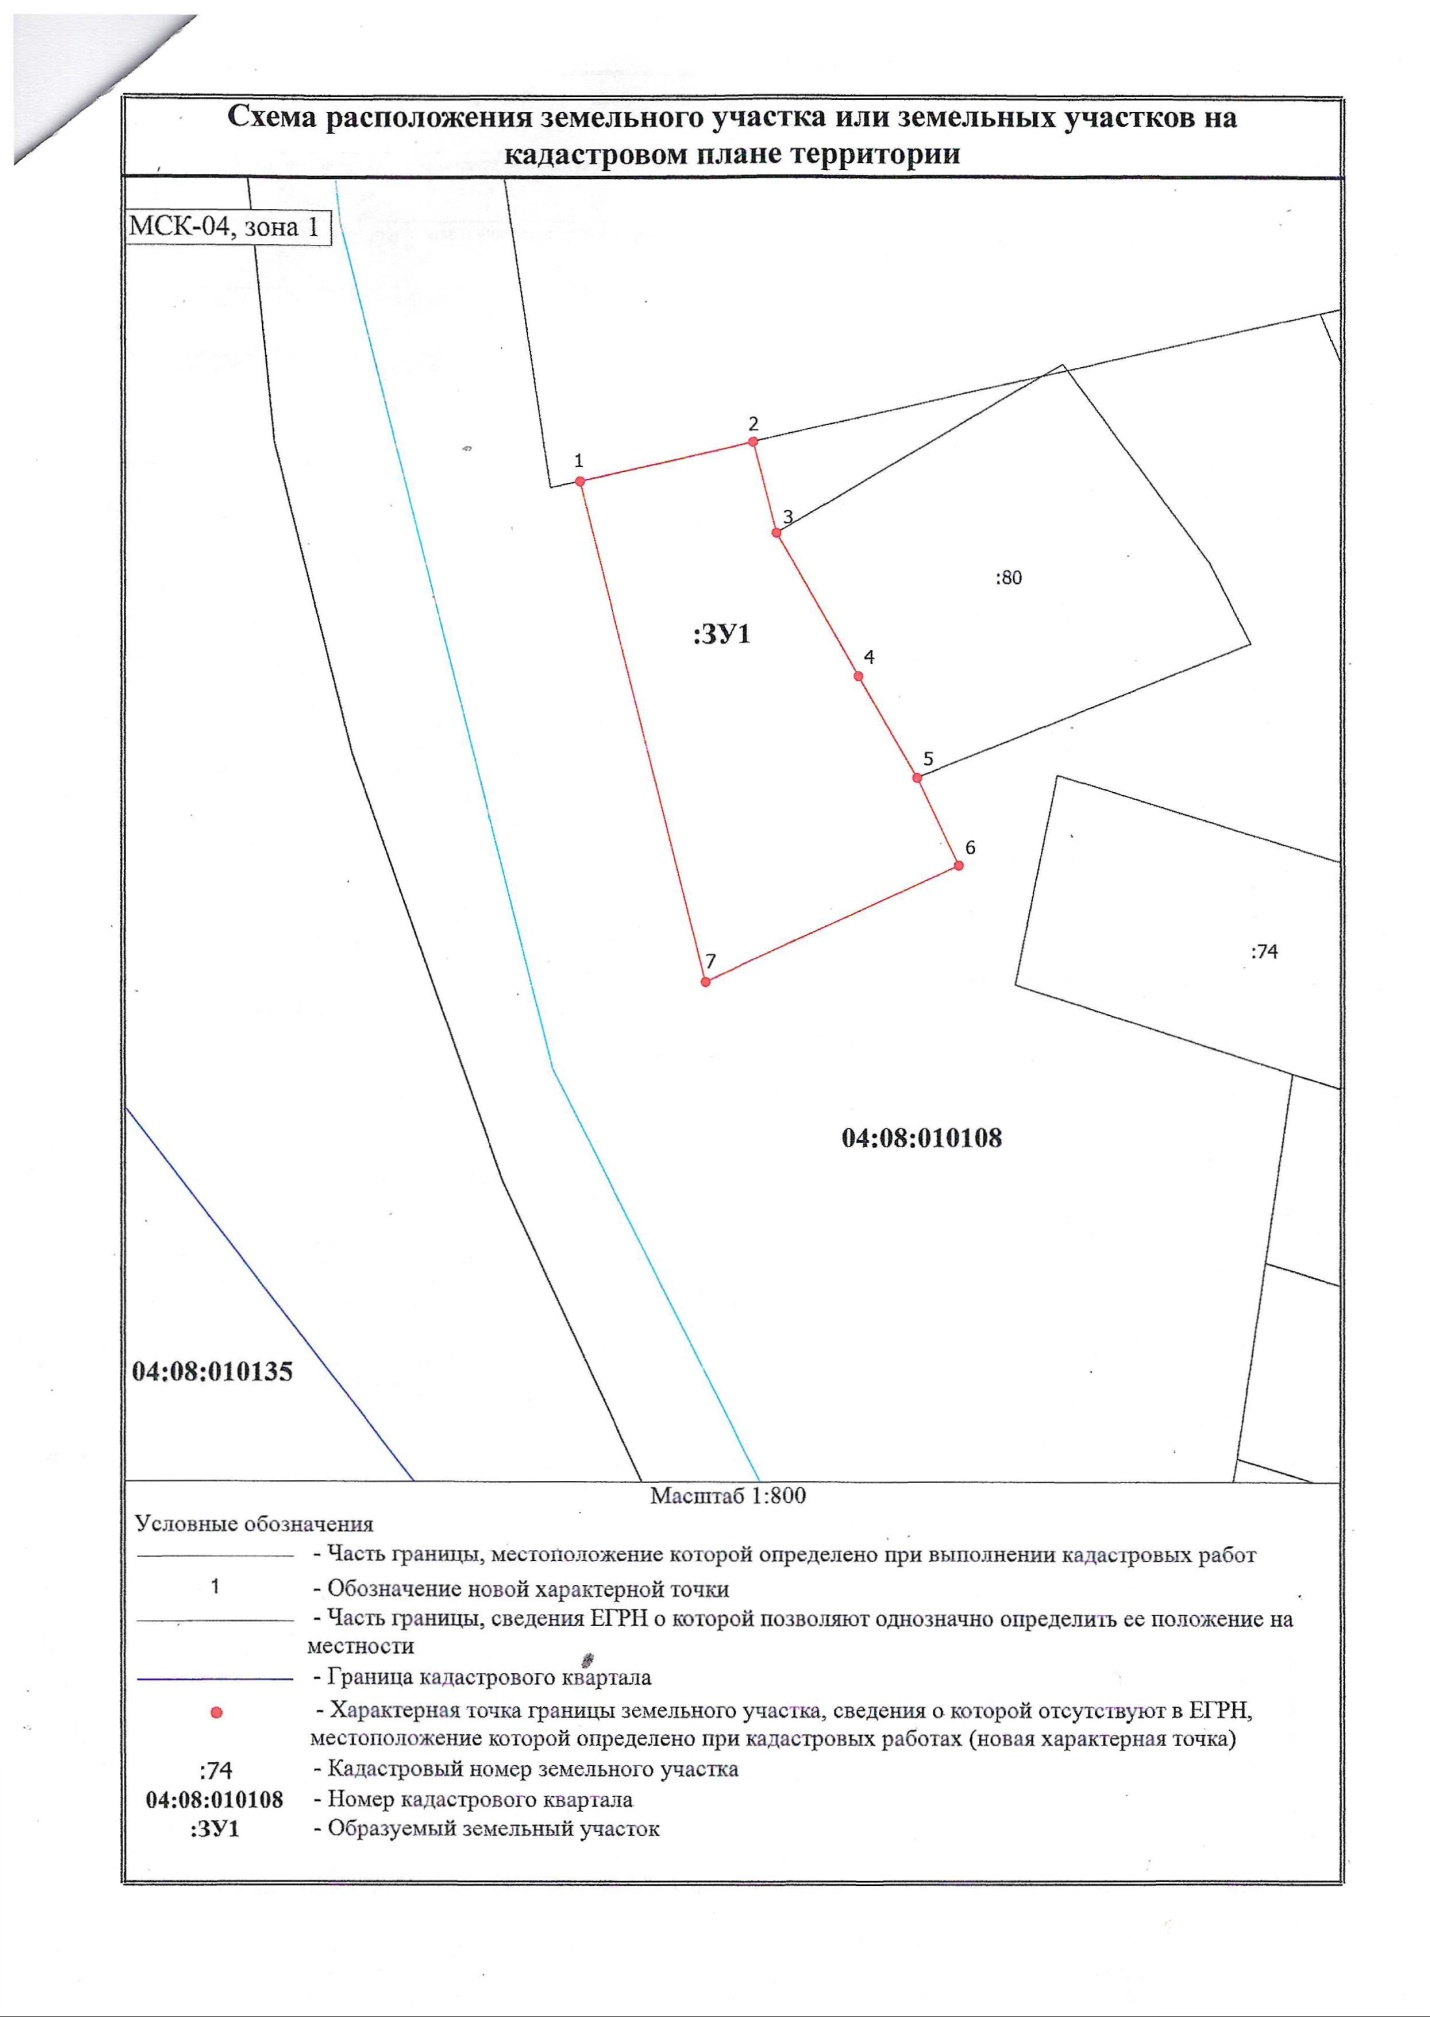 Схема расположения земельного участка или земельных участков на
кадастровом плане территории
МСК-04, зона 1
2
1
3
:80
:ЗУ1
4
5
6
:74
7
04:08:010108
04:08:010135
Масштаб 1:800
Условные обозначения
- Часть границы, местоположение которой определено при выполнении кадастровых работ
1 - Обозначение новой характерной точки
- Часть границы, сведения ЕГРН о которой позволяют однозначно определить ее положение на
местности
- Граница кадастрового квартала
- Характерная точка границы земельного участка, сведения о которой отсутствуют в ЕГРН,
местоположение которой определено при кадастровых работах (новая характерная точка)
:74 - Кадастровый номер земельного участка
04:08:010108 - Номер кадастрового квартала
:ЗУ1 - Образуемый земельный участок